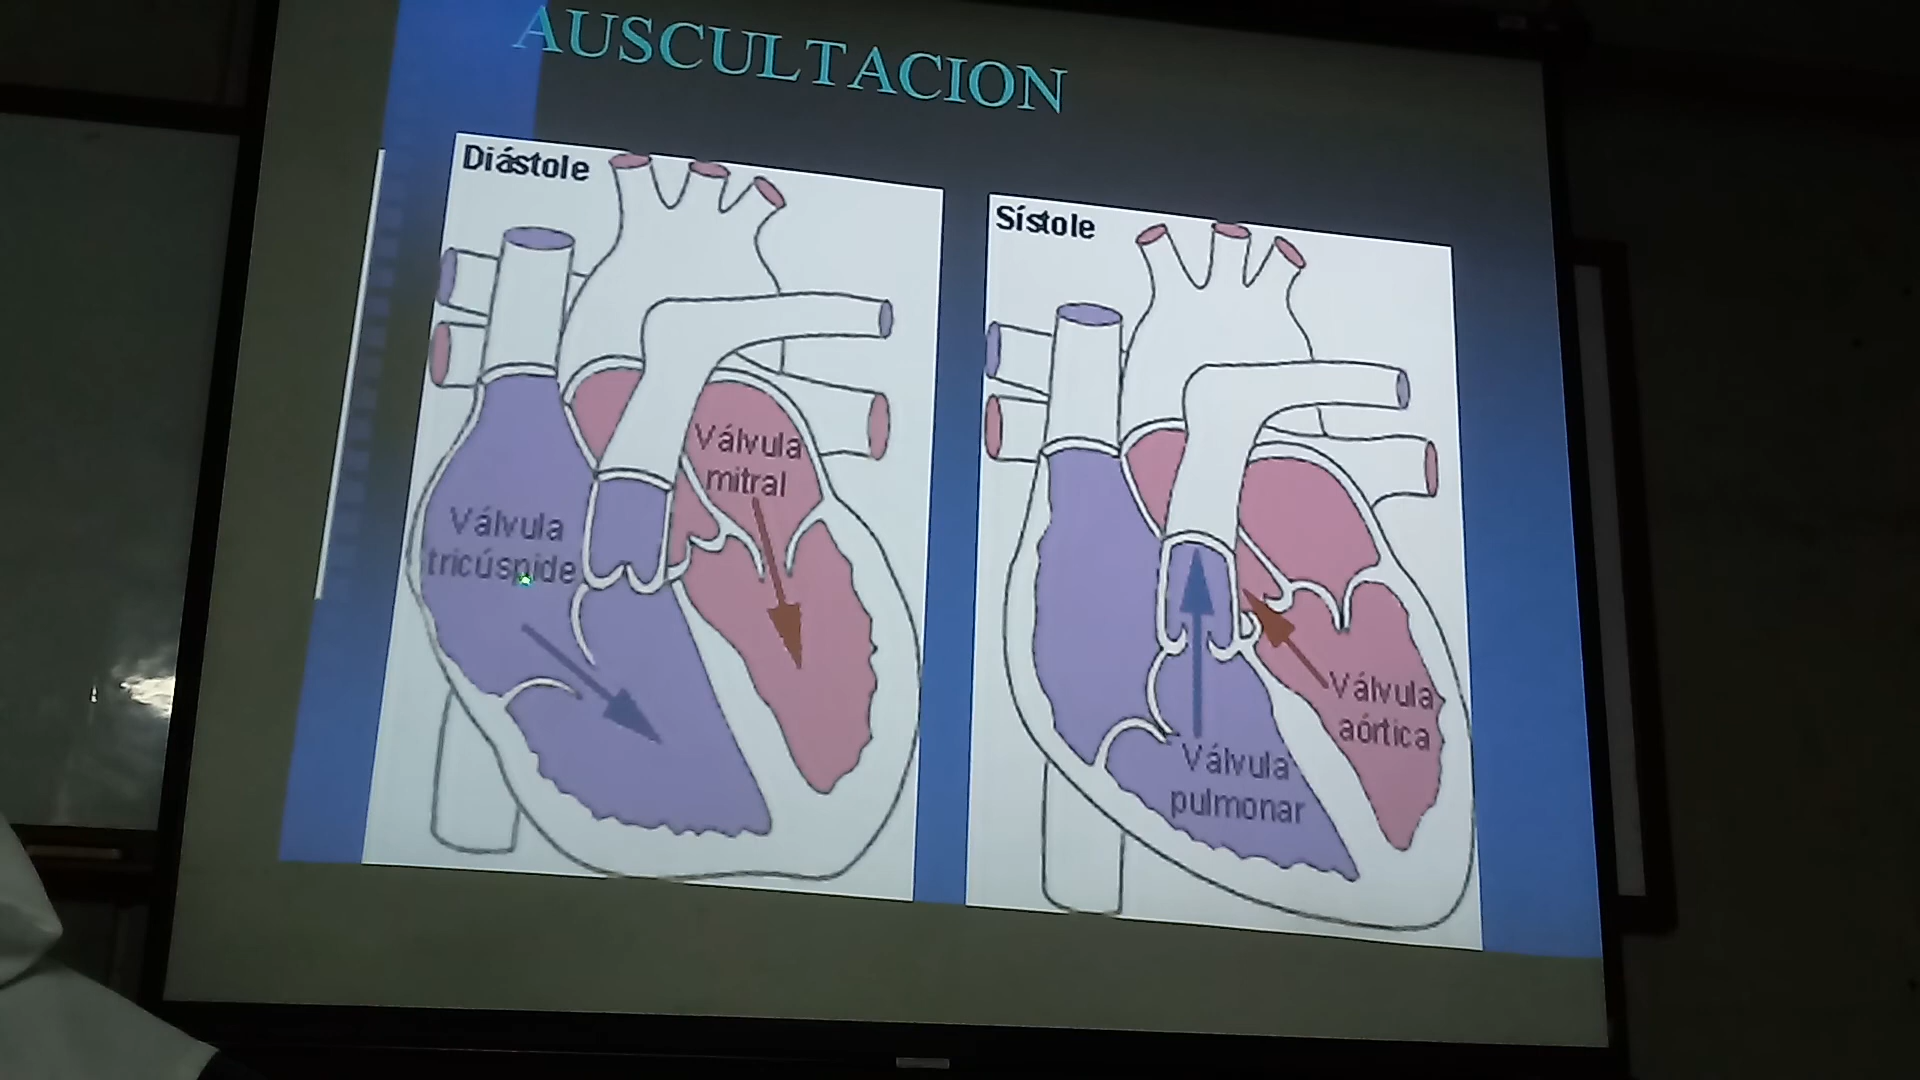 AUSCULTACION
Diástole
Válvula
mitral
Válvula
tricúspide
Sístole
Válvula
aórtica
Válvula
pulmonar